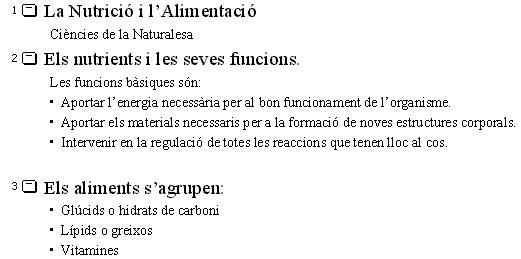 1 La Nutrició i l'Alimentació
Ciències de la Naturalesa
2 Els nutrients i les seves funcions.
Les funcions bàsiques són:
• Aportar l'energia necessària per al bon funcionament de l'organisme.
• Aportar els materials necessaris per a la formació de noves estructures corporals.
• Intervenir en la regulació de totes les reaccions que tenen lloc al cos.
3 Els aliments s'agrupen:
• Glúcids o hidrats de carboni
• Lípids o greixos
• Vitamines